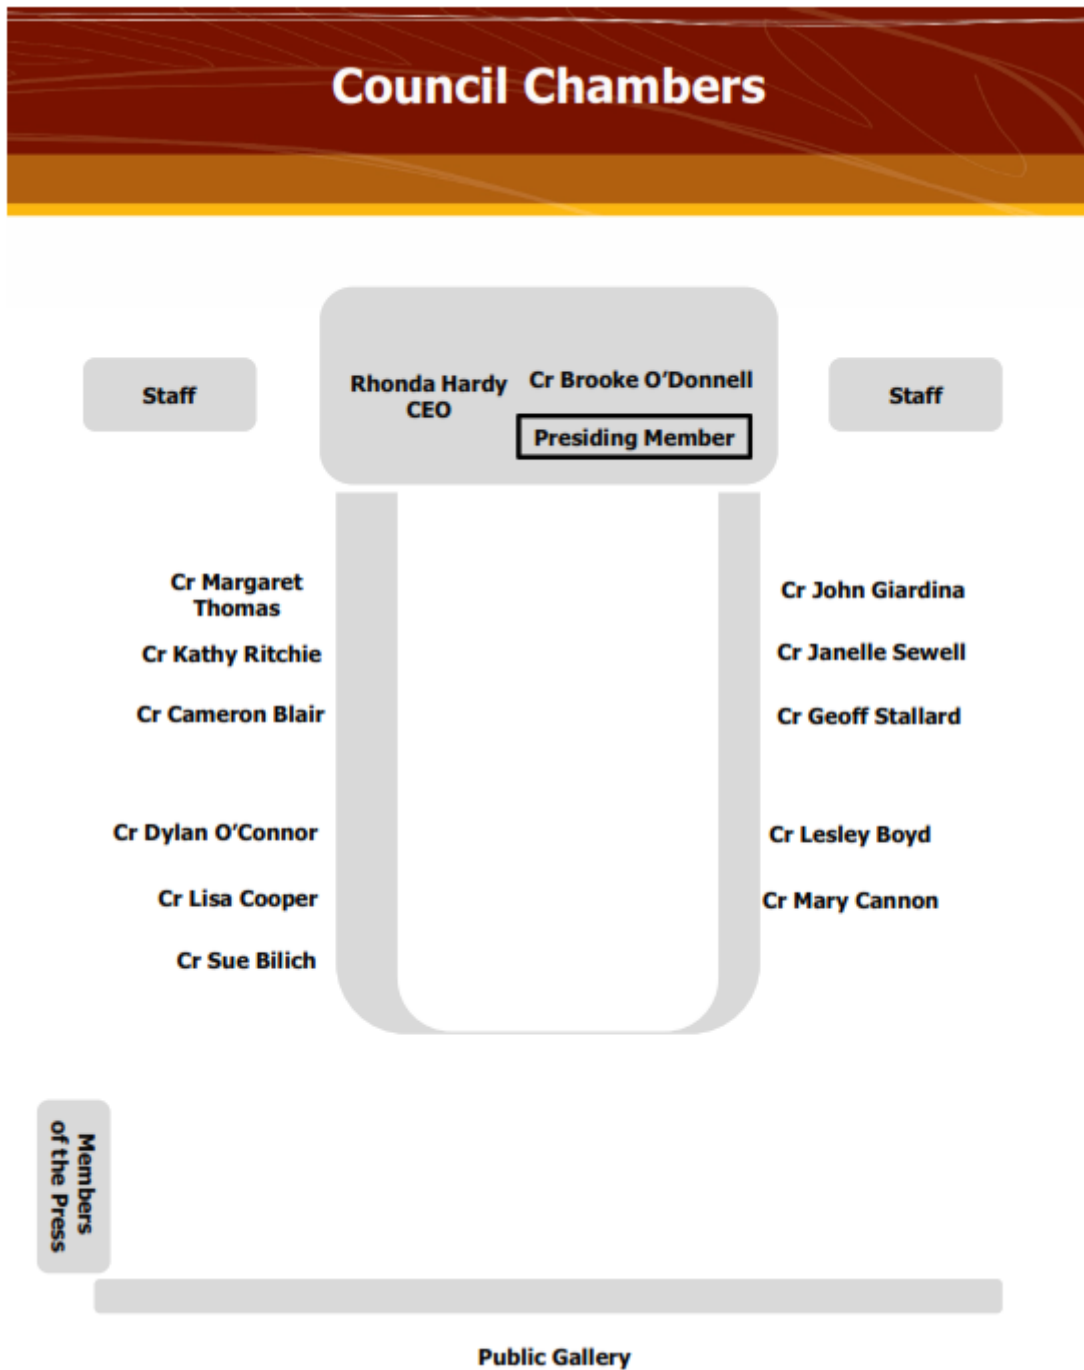 Council Chambers
Staff
Rhonda Hardy
CEO
Cr Brooke O’Donnell
Presiding Member
Staff
Cr Margaret
Thomas
Cr Kathy Ritchie
Cr Cameron Blair
Cr Dylan O’Connor
Cr Lisa Cooper
Cr Sue Bilich
Cr John Giardina
Cr Janelle Sewell
Cr Geoff Stallard
Cr Lesley Boyd
Cr Mary Cannon
Members
of the Press
Public Gallery